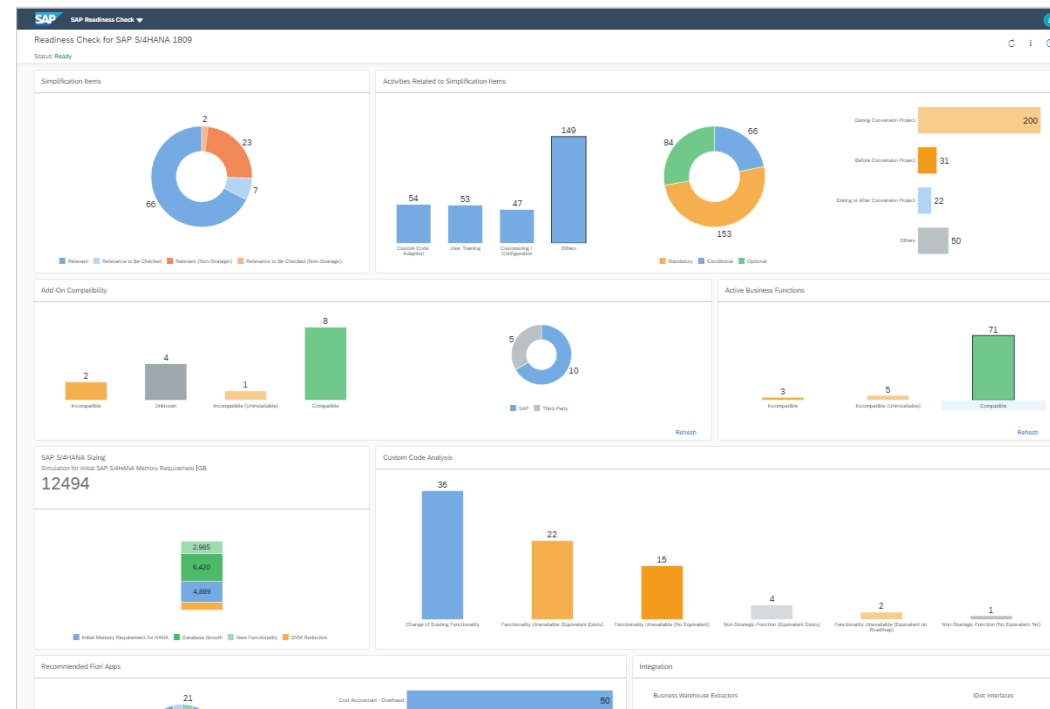 SAP SAP Readiness Check
Readiness Check for SAP S/4HANA 1809
Status: Ready
Simplification Items
2
23
7
66
Relevant Relevance to Be Checked Relevant (Non-Strategic) Relevance to Be Checked (Non-Strategic)
Activities Related to Simplification Items
54
53
47
149
Custom Code Adaption
User Training
Customizing / Configuration
Others
84
66
153
Mandatory Conditional Optional
During Conversion Project
200
Before Conversion Project
31
During or After Conversion Project
22
Others
50
Add-On Compatibility
2
4
1
8
Incompatible
Unknown
Incompatible (Uninstallable)
Compatible
5
10
SAP Third-Party
Refresh
Active Business Functions
3
5
71
Incompatible
Incompatible (Uninstallable)
Compatible
Refresh
SAP S/4HANA Sizing
Simulation for Initial SAP S/4HANA Memory Requirement |GB
12494
2,985
6,420
4,889
Initial Memory Requirement for HANA Database Growth New Functionality DVM Reduction
Custom Code Analysis
36
22
15
4
2
1
Change of Existing Functionality
Functionality Unavailable (Equivalent Exists)
Functionality Unavailable (No Equivalent)
Non-Strategic Function (Equivalent Exists)
Functionality Unavailable (Equivalent on Roadmap)
Non-Strategic Function (No Equivalent Yet)
Recommended Fiori Apps
21
Cost Accountant - Overhead
50
Integration
Business Warehouse Extractors
IDoc Interfaces